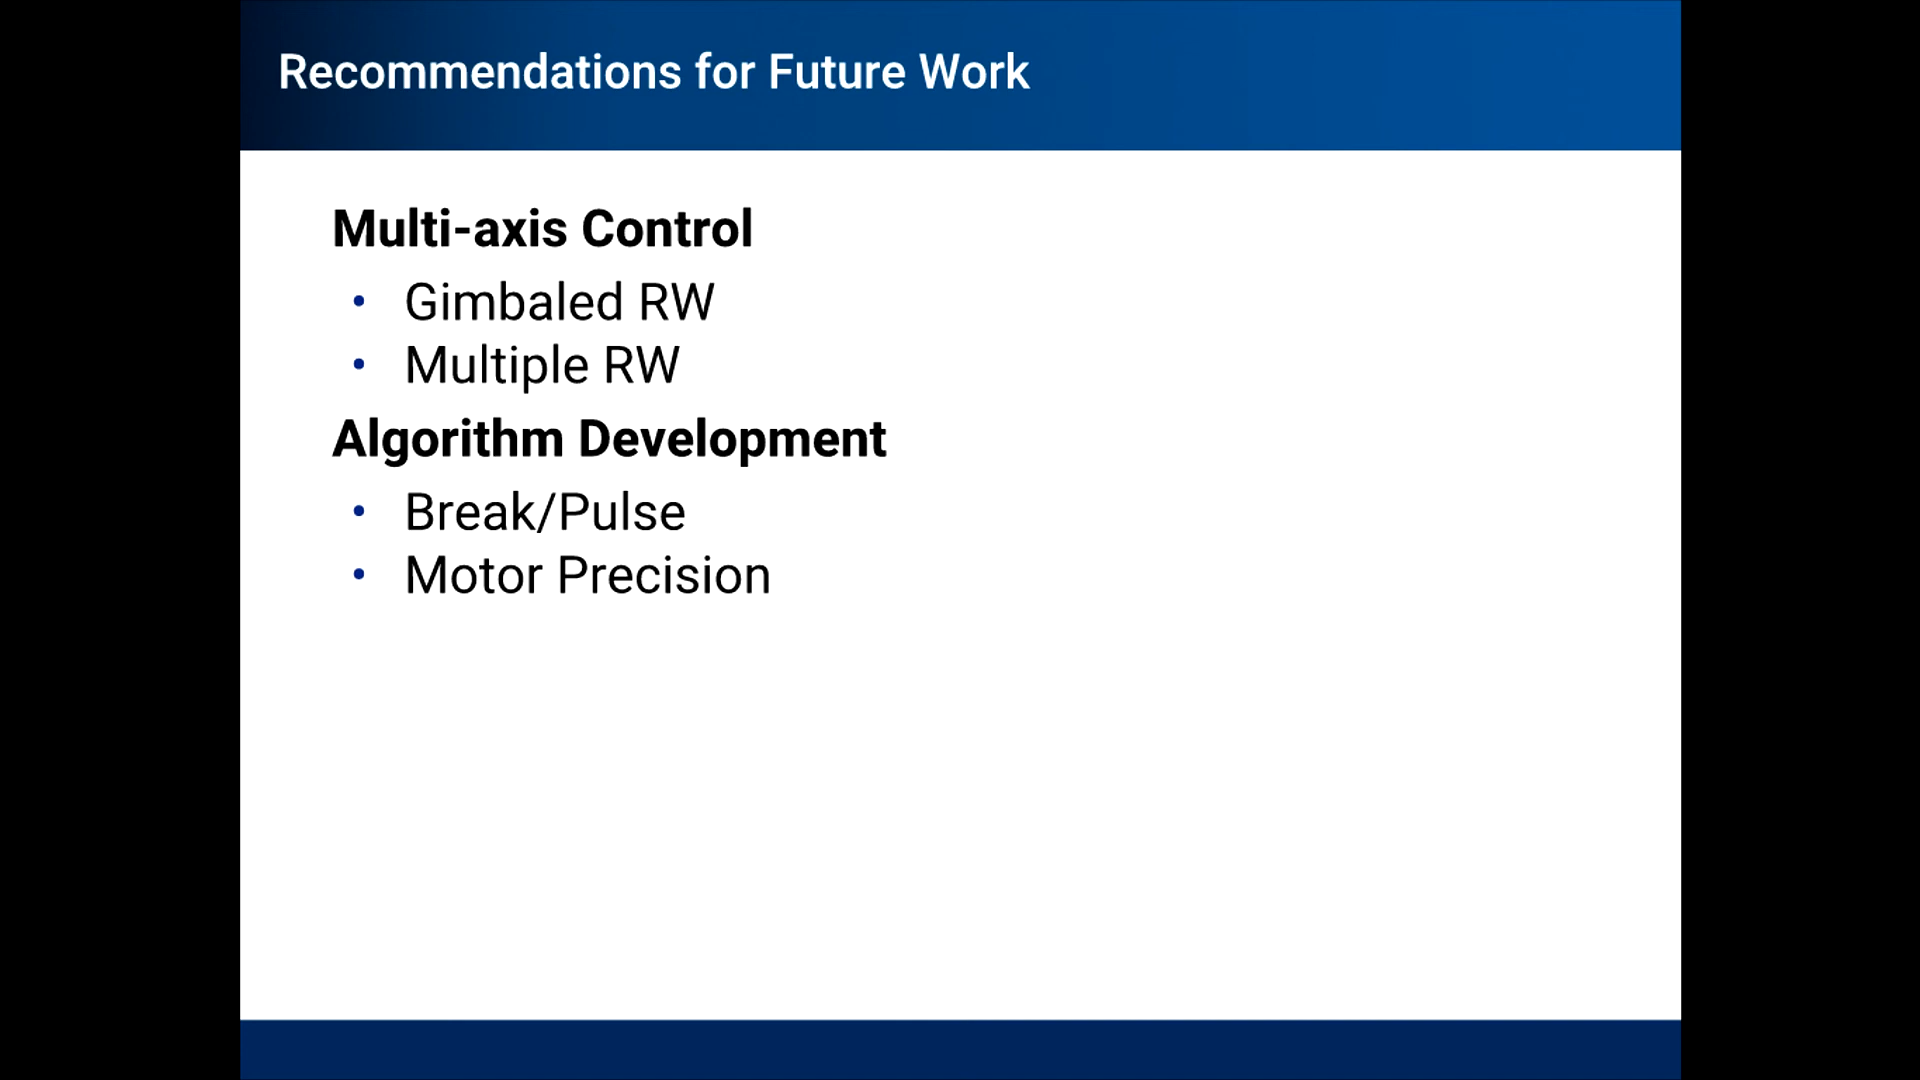 Recommendations for Future Work
Multi-axis Control
• Gimbaled RW
• Multiple RW
Algorithm Development
• Break/Pulse
• Motor Precision